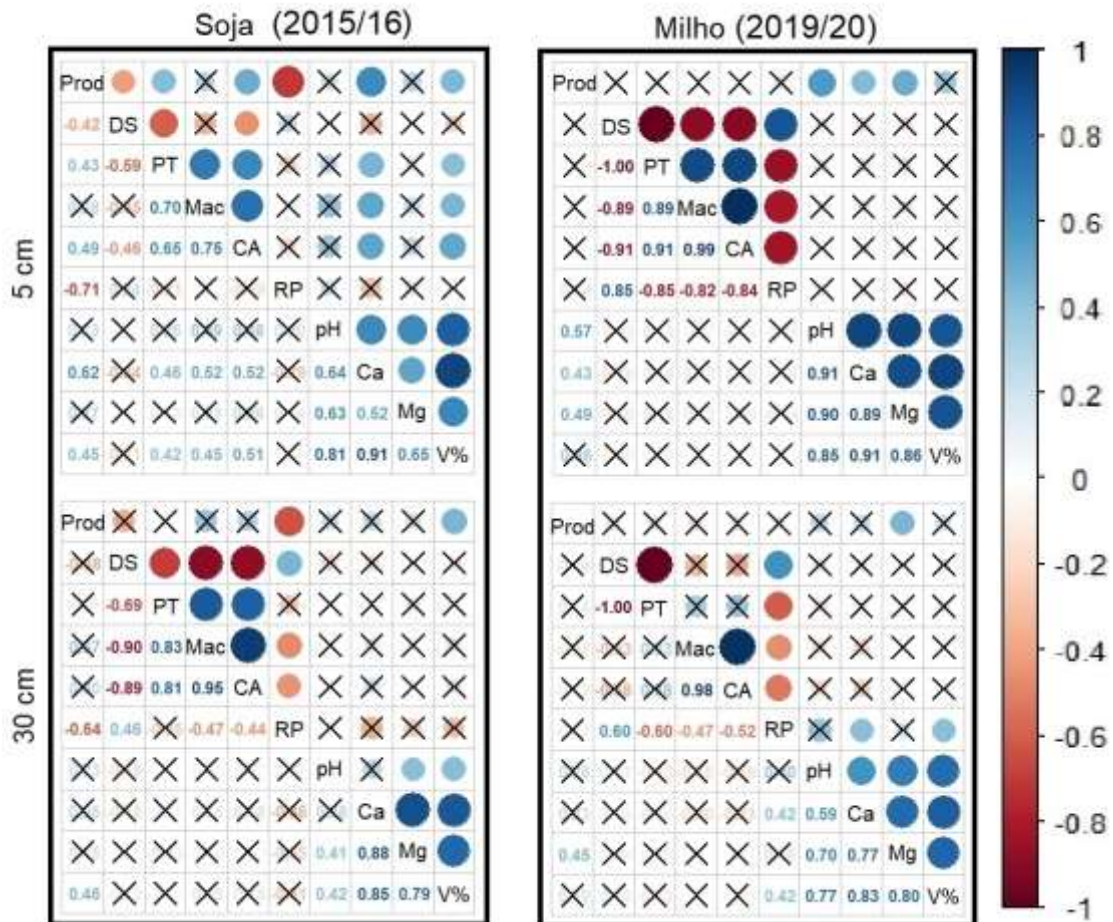 Soja (2015/16)
Milho (2019/20)
5 cm
Prod
-0.42 DS
0.43 -0.59 PT
0.70 Mac
0.49 -0.46 0.65 0.75 CA
-0.71 RP
pH
0.62 0.46 0.52 0.52 0.64 Ca
0.63 0.52 Mg
0.45 0.42 0.45 0.51 0.81 0.91 0.65 V%
Prod
DS
-1.00 PT
-0.89 0.89 Mac
-0.91 0.91 0.99 CA
0.85 -0.85 -0.82 -0.84 RP
0.57 pH
0.43 0.91 Ca
0.49 0.90 0.89 Mg
0.85 0.91 0.86 V%
30 cm
Prod
DS
-0.69 PT
-0.90 0.83 Mac
-0.89 0.81 0.95 CA
-0.64 0.46 -0.47 -0.44 RP
pH
Ca
0.41 0.88 Mg
0.46 0.42 0.85 0.79 V%
Prod
DS
-1.00 PT
Mac
0.98 CA
0.60 -0.60 -0.47 -0.52 RP
pH
0.42 0.59 Ca
0.45 0.70 0.77 Mg
0.42 0.77 0.83 0.80 V%
1
0.8
0.6
0.4
0.2
0
-0.2
-0.4
-0.6
-0.8
-1